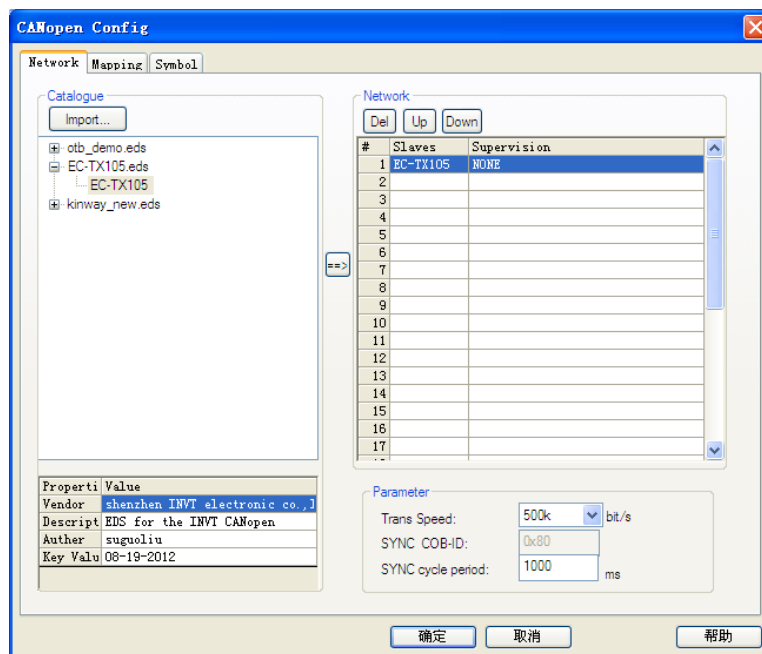 CANopen Config
Network Mapping Symbol
Catalogue
Import...
otb_demo.eds
EC-TX105.eds
EC-TX105
kinway_new.eds
Properti Value
Vendor shenzhen INVT electronic co.,
Descript EDS for the INVT CANopen
Auther suguoliu
Key Valu 08-19-2012
==>
Network
Del Up Down
# Slaves Supervision
1 EC-TX105 NONE
2
3
4
5
6
7
8
9
10
11
12
13
14
15
16
17
Parameter
Trans Speed: 500k bit/s
SYNC COB-ID: 0x80
SYNC cycle period: 1000 ms
确定 取消 帮助